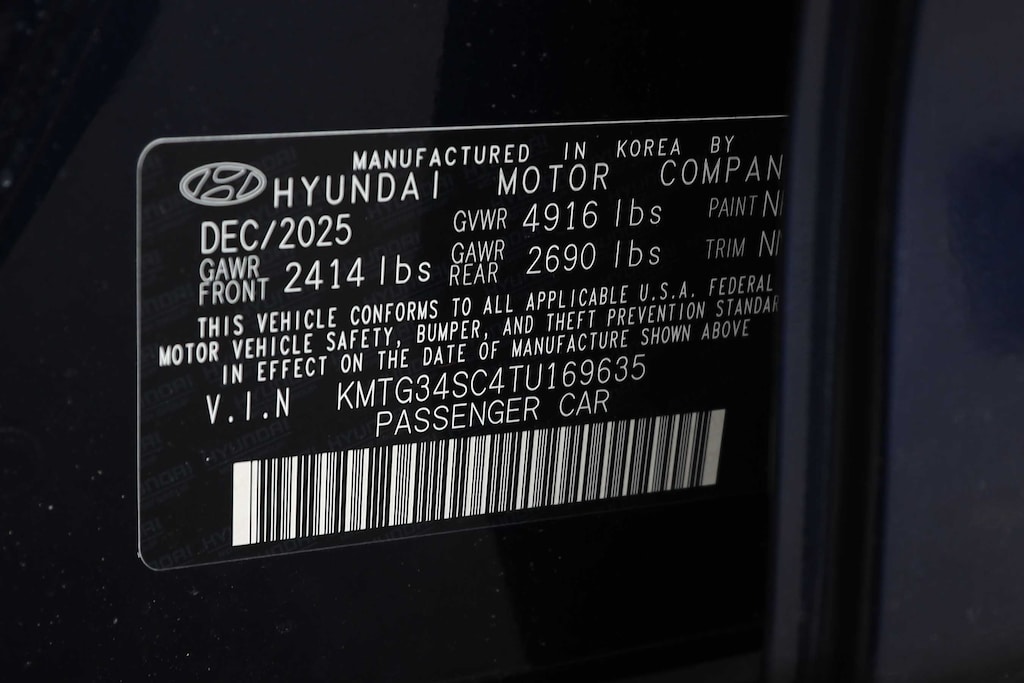 MANUFACTURED IN KOREA BY
HYUNDAI MOTOR COMPAN
DEC/2025 GVWR 4916 lbs PAINT
GAWR FRONT 2414 lbs GAWR REAR 2690 lbs TRIM
THIS VEHICLE CONFORMS TO ALL APPLICABLE U.S.A. FEDERAL
MOTOR VEHICLE SAFETY, BUMPER, AND THEFT PREVENTION STANDAR
IN EFFECT ON THE DATE OF MANUFACTURE SHOWN ABOVE
V.I.N KMTG34SC4TU169635
PASSENGER CAR